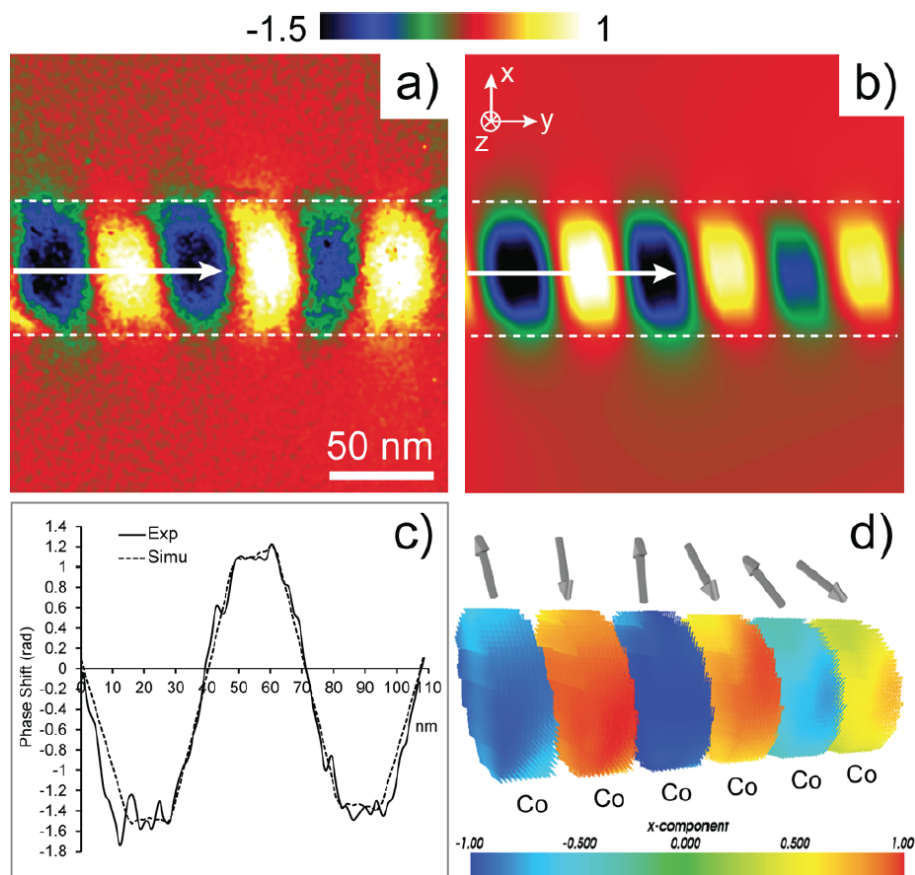 -1.5 1
a)
50 nm
b)
x
y
z
c)
Exp
Simu
Phase Shift (rad)
1.4
1.2
1
0.8
0.6
0.4
0.2
0
-0.2
-0.4
-0.6
-0.8
-1
-1.2
-1.4
-1.6
-1.8
0 10 20 30 40 50 60 70 80 90 100 110
nm
d)
Co Co Co Co Co Co
x-component
-1.00 -0.500 0.000 0.500 1.00